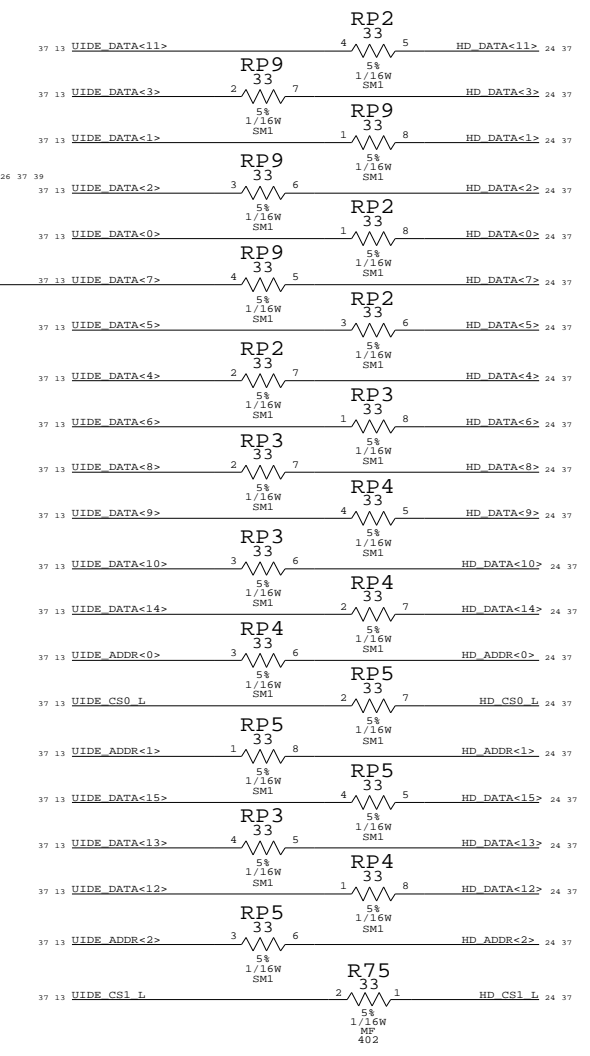 RP2
33
37 13 UIDE_DATA<11> 4 5 HD_DATA<11> 24 37
5%
1/16W
SM1
RP9
33
37 13 UIDE_DATA<3> 2 7 HD_DATA<3> 24 37
5%
1/16W
SM1
RP9
33
37 13 UIDE_DATA<1> 1 8 HD_DATA<1> 24 37
5%
1/16W
SM1
RP9
33
26 37 39
37 13 UIDE_DATA<2> 3 6 HD_DATA<2> 24 37
5%
1/16W
SM1
RP2
33
37 13 UIDE_DATA<0> 1 8 HD_DATA<0> 24 37
5%
1/16W
SM1
RP9
33
37 13 UIDE_DATA<7> 4 5 HD_DATA<7> 24 37
5%
1/16W
SM1
RP2
33
37 13 UIDE_DATA<5> 3 6 HD_DATA<5> 24 37
5%
1/16W
SM1
RP2
33
37 13 UIDE_DATA<4> 2 7 HD_DATA<4> 24 37
5%
1/16W
SM1
RP3
33
37 13 UIDE_DATA<6> 1 8 HD_DATA<6> 24 37
5%
1/16W
SM1
RP3
33
37 13 UIDE_DATA<8> 2 7 HD_DATA<8> 24 37
5%
1/16W
SM1
RP4
33
37 13 UIDE_DATA<9> 4 5 HD_DATA<9> 24 37
5%
1/16W
SM1
RP3
33
37 13 UIDE_DATA<10> 3 6 HD_DATA<10> 24 37
5%
1/16W
SM1
RP4
33
37 13 UIDE_DATA<14> 2 7 HD_DATA<14> 24 37
5%
1/16W
SM1
RP4
33
37 13 UIDE_ADDR<0> 3 6 HD_ADDR<0> 24 37
5%
1/16W
SM1
RP5
33
37 13 UIDE_CS0_L 2 7 HD_CS0_L 24 37
5%
1/16W
SM1
RP5
33
37 13 UIDE_ADDR<1> 1 8 HD_ADDR<1> 24 37
5%
1/16W
SM1
RP5
33
37 13 UIDE_DATA<15> 4 5 HD_DATA<15> 24 37
5%
1/16W
SM1
RP3
33
37 13 UIDE_DATA<13> 4 5 HD_DATA<13> 24 37
5%
1/16W
SM1
RP4
33
37 13 UIDE_DATA<12> 1 8 HD_DATA<12> 24 37
5%
1/16W
SM1
RP5
33
37 13 UIDE_ADDR<2> 3 6 HD_ADDR<2> 24 37
5%
1/16W
SM1
R75
33
37 13 UIDE_CS1_L 2 1 HD_CS1_L 24 37
5%
1/16W
MF
402